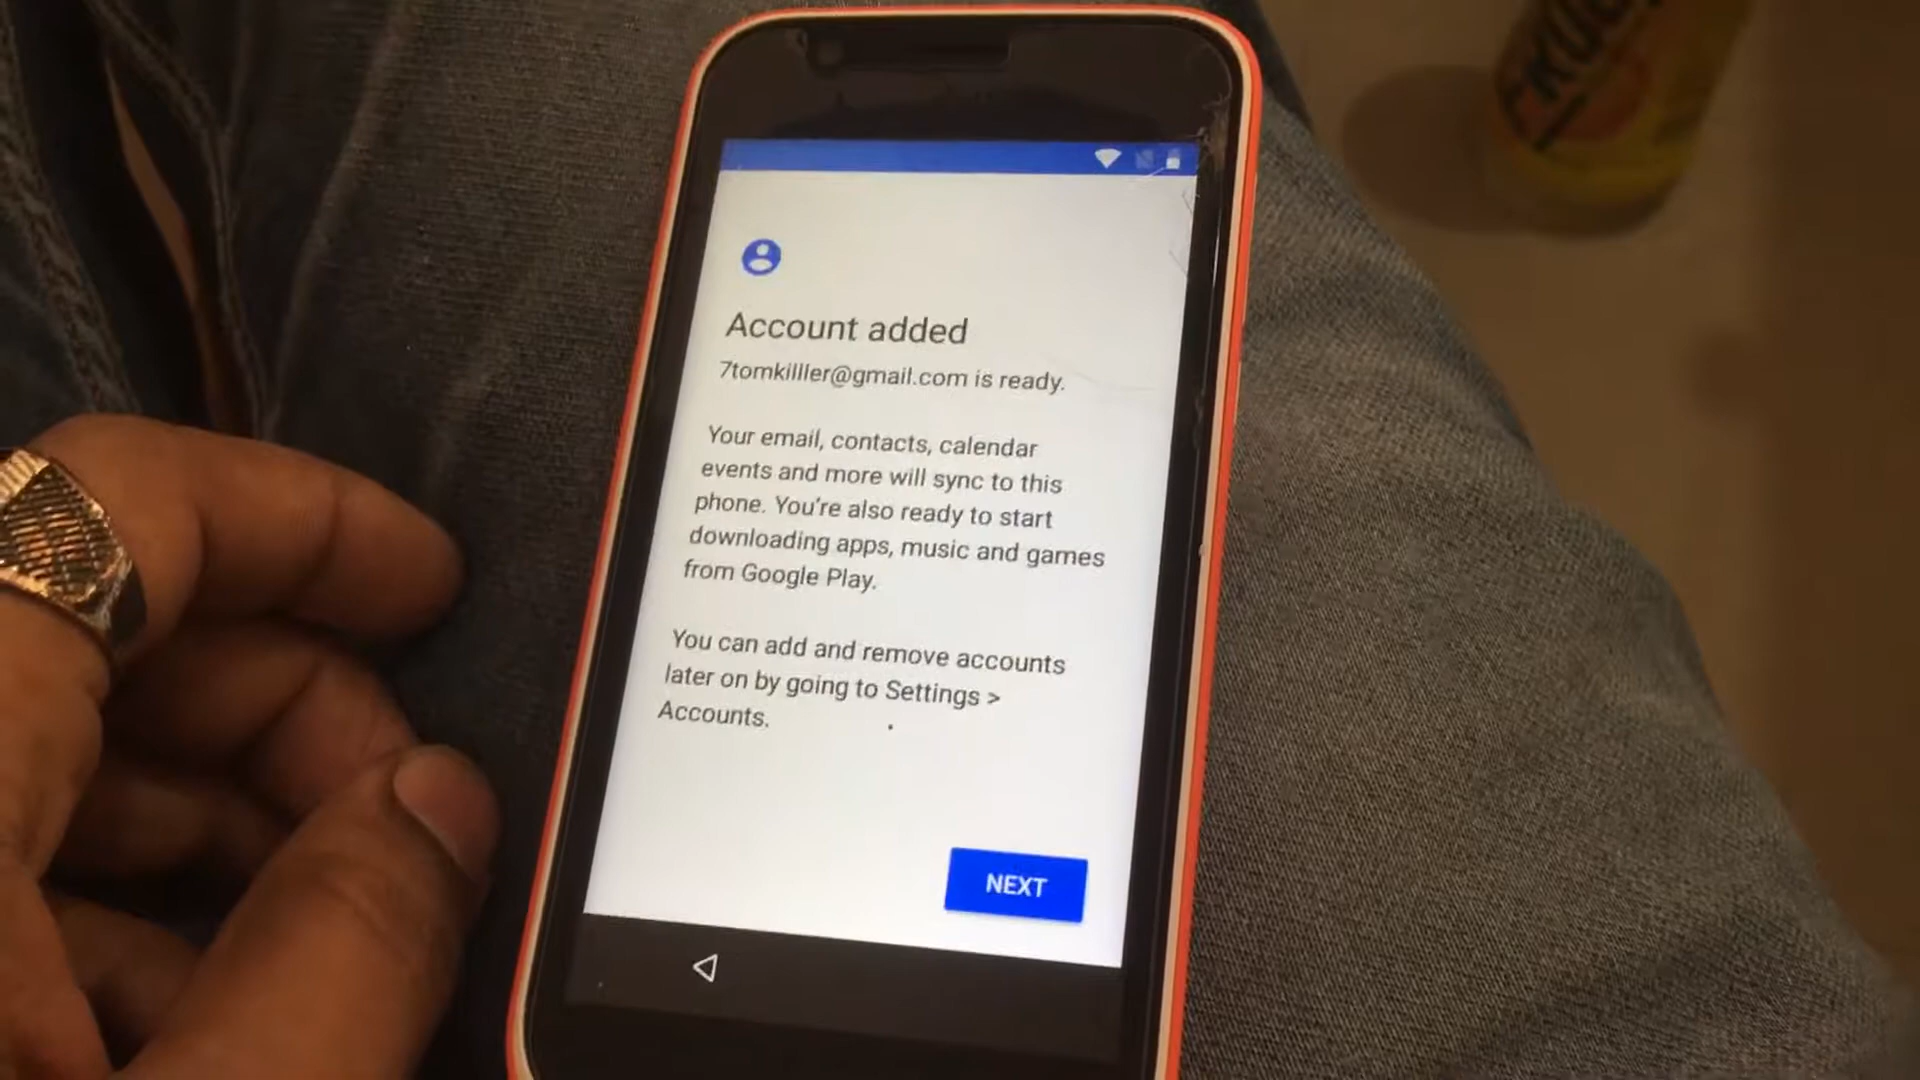 Account added
7tomkilller@gmail.com is ready.
Your email, contacts, calendar
events and more will sync to this
phone. You're also ready to start
downloading apps, music and games
from Google Play.
You can add and remove accounts
later on by going to Settings >
Accounts.
NEXT